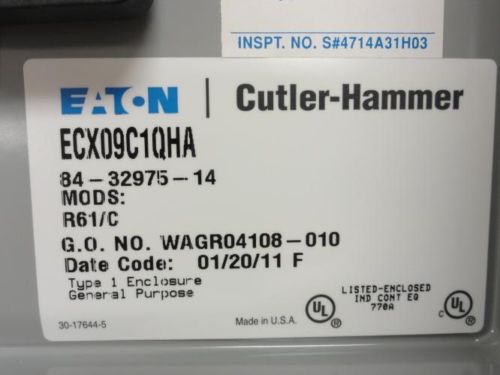 INSPT. NO. S#4714A31H03
EATON | Cutler-Hammer
ECX09C1QHA
84-32975-14
MODS:
R61/C
G.O. NO. WAGR04108-010
Date Code: 01/20/11 F
Type 1 Enclosure
General Purpose
LISTED-ENCLOSED
IND CONT EQ
770A
UL
c UL
30-17644-5
Made in U.S.A.